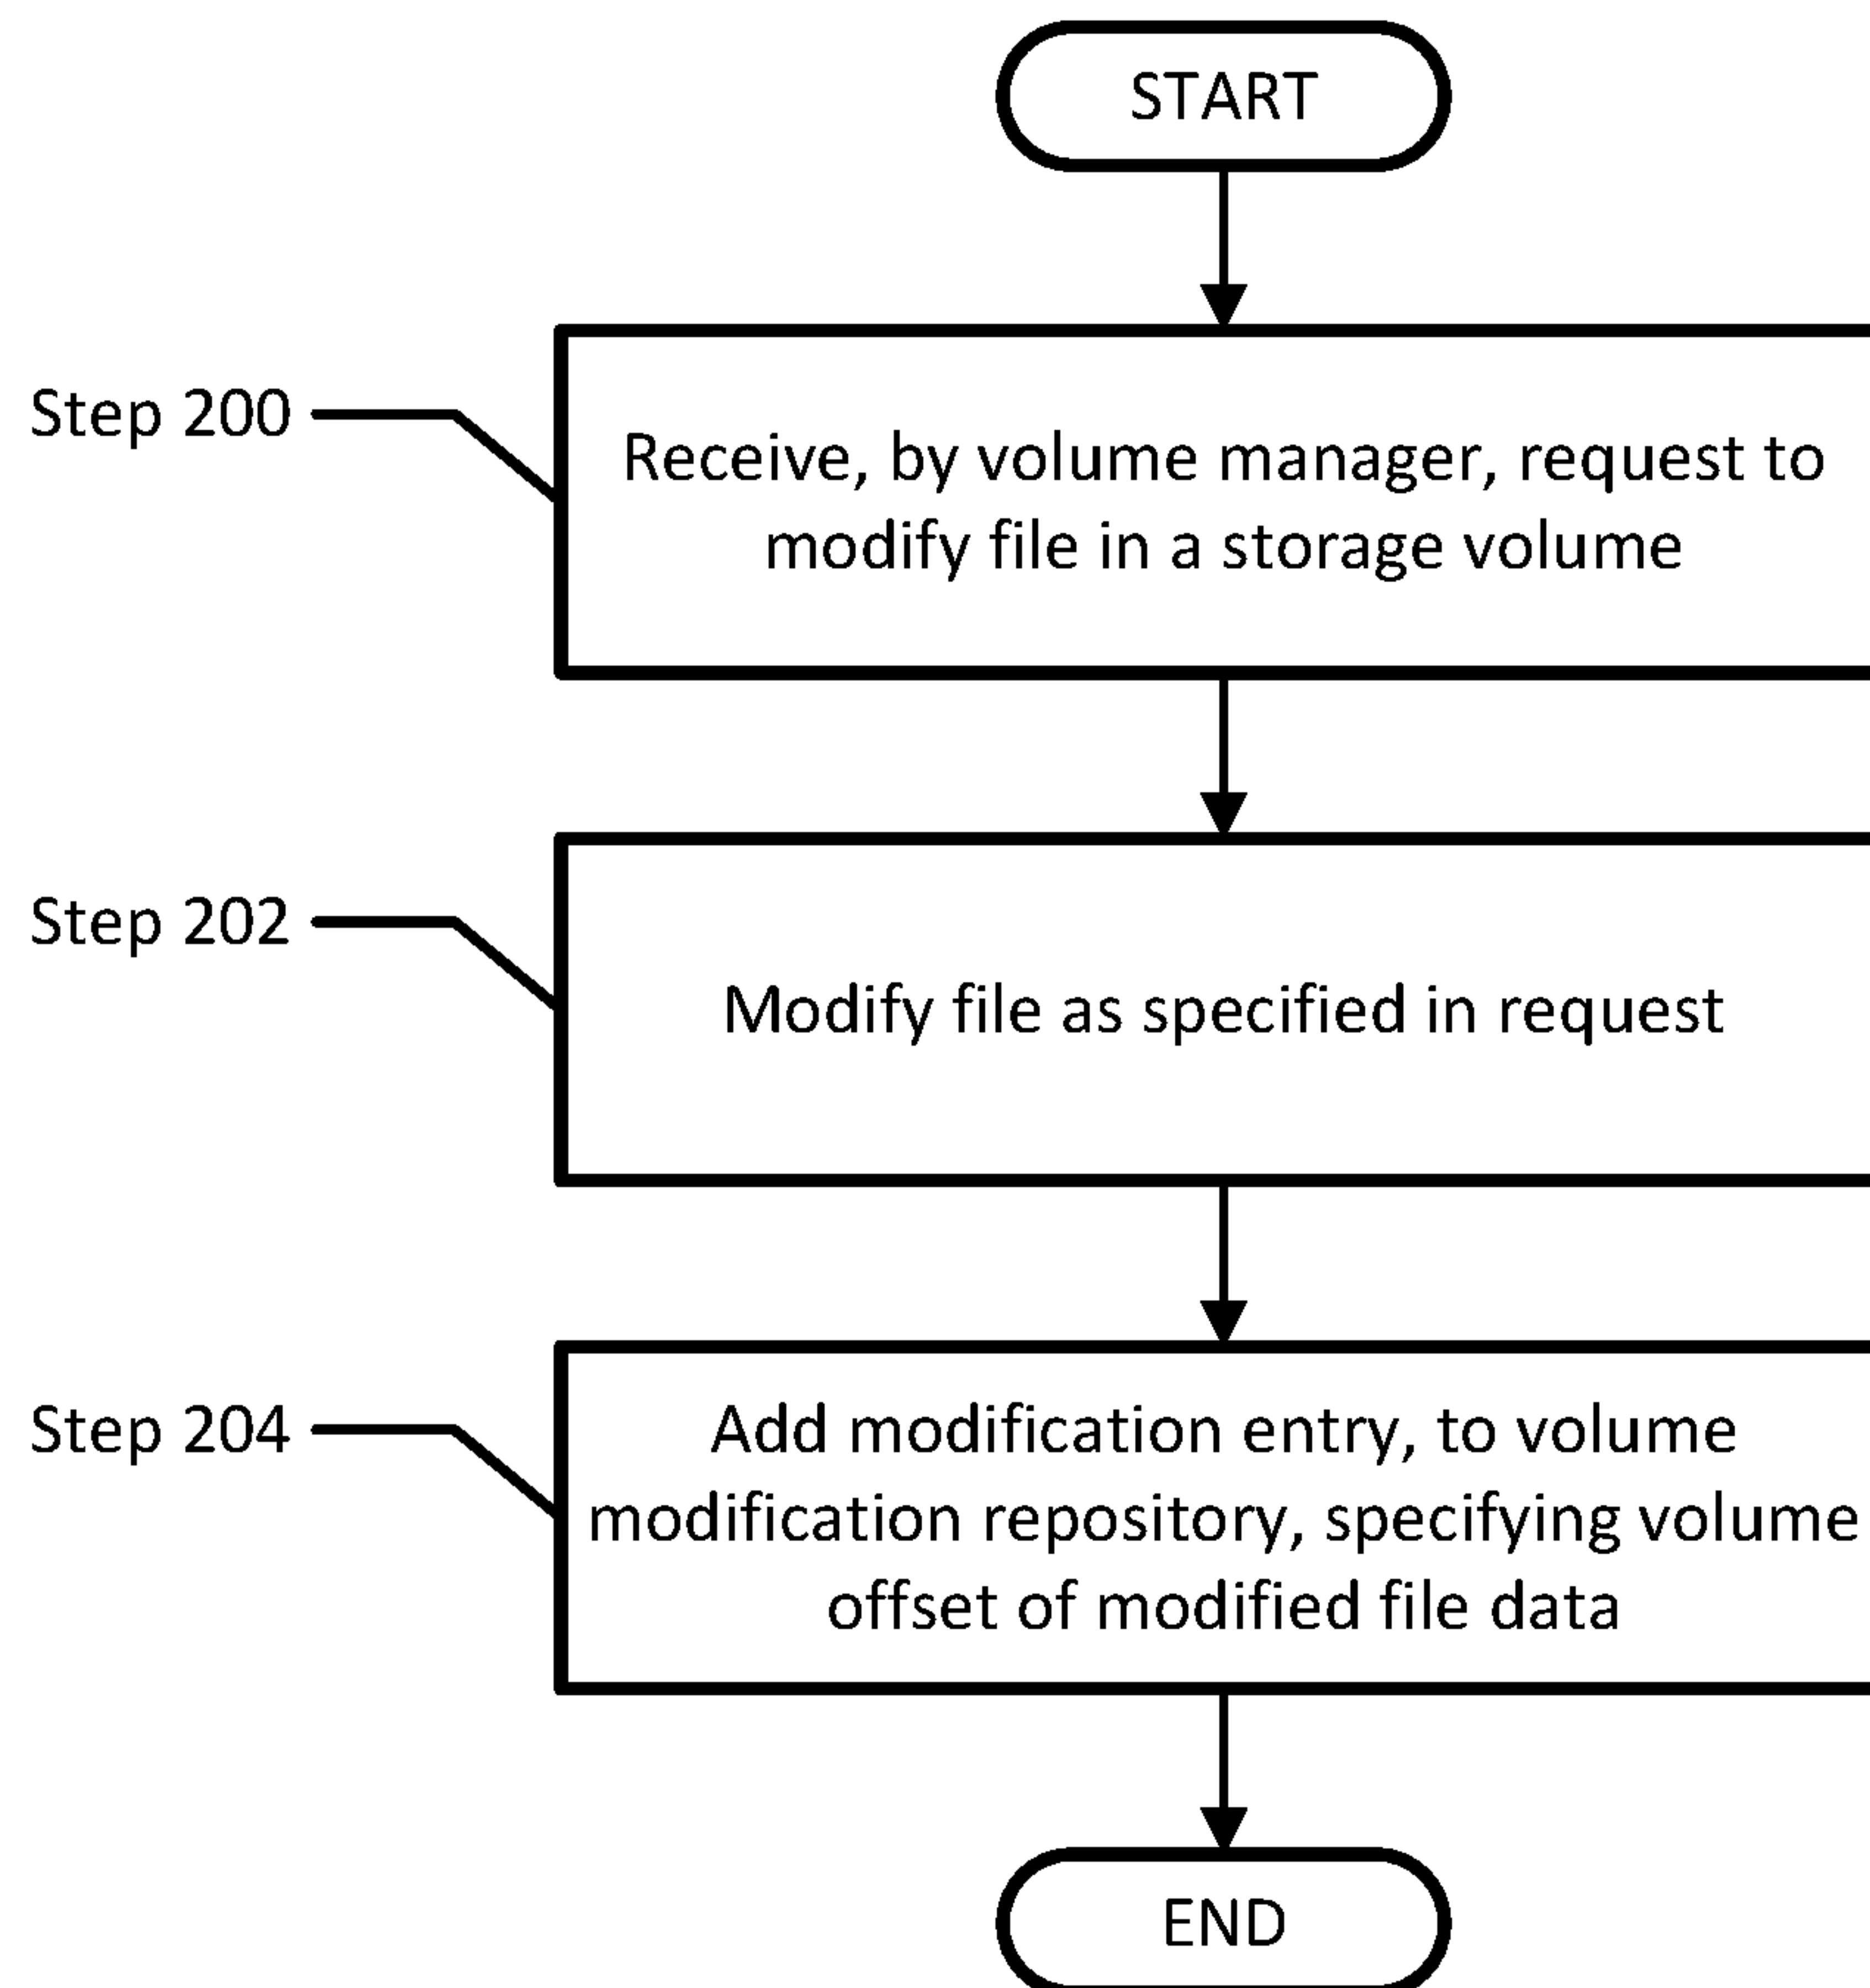 START
Step 200
Receive, by volume manager, request to
modify file in a storage volume
Step 202
Modify file as specified in request
Step 204
Add modification entry, to volume
modification repository, specifying volume
offset of modified file data
END